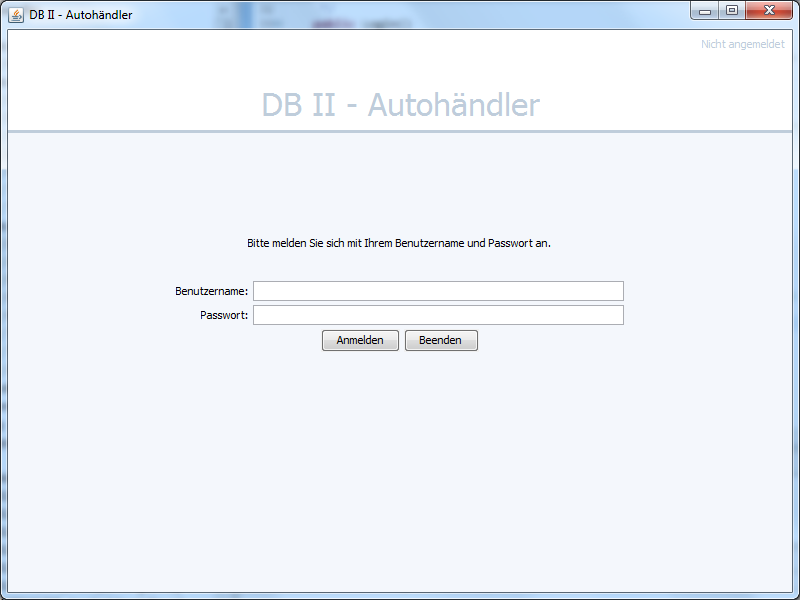 DB II - Autohändler
Nicht angemeldet
DB II - Autohändler
Bitte melden Sie sich mit Ihrem Benutzername und Passwort an.
Benutzername:
Passwort:
Anmelden Beenden